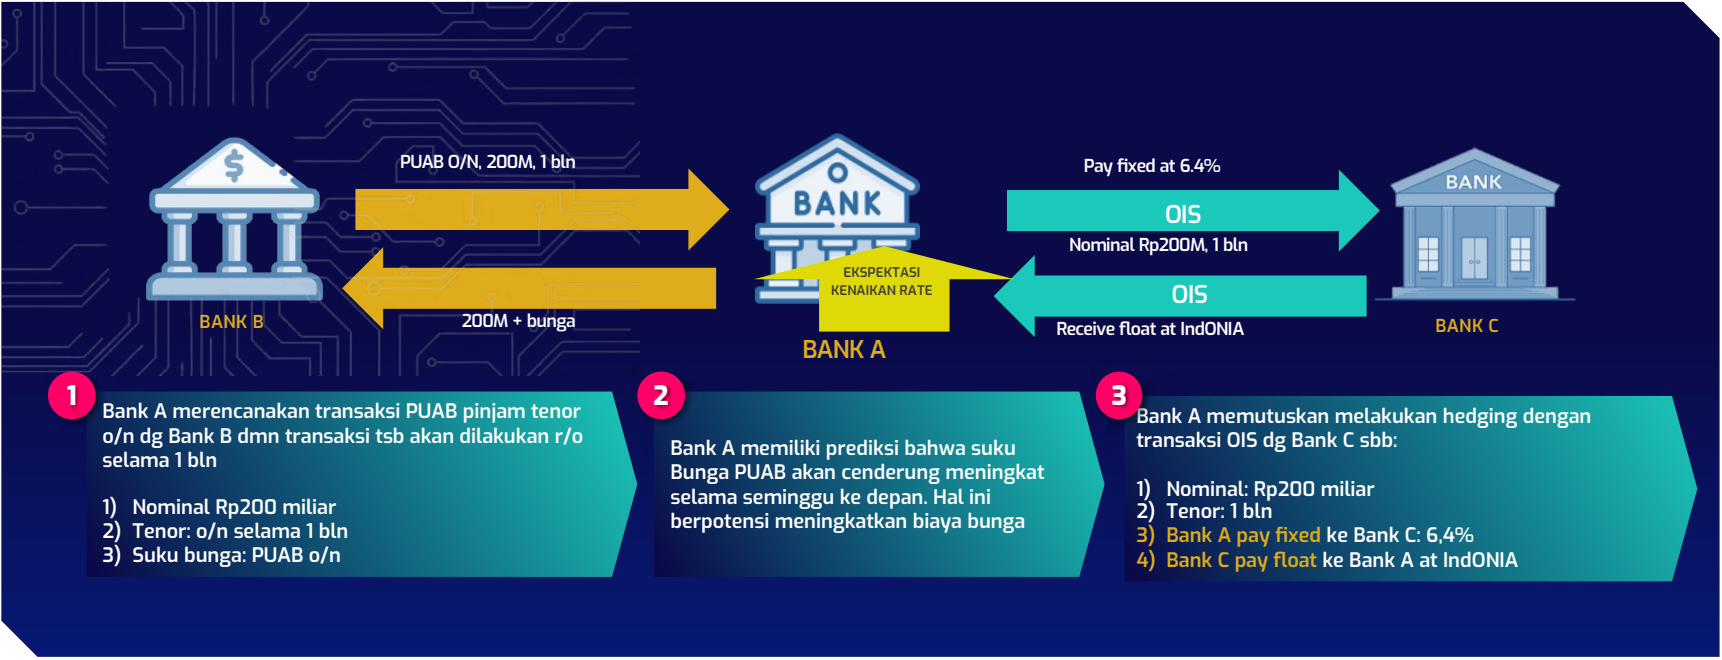 PUAB O/N, 200M, 1 bln
200M + bunga
$
BANK B
BANK
EKSPEKTASI
KENAIKAN RATE
BANK A
Pay fixed at 6.4%
OIS
Nominal Rp200M, 1 bln
OIS
Receive float at IndONIA
BANK
BANK C
1
Bank A merencanakan transaksi PUAB pinjam tenor
o/n dg Bank B dmn transaksi tsb akan dilakukan r/o
selama 1 bln
1) Nominal Rp200 miliar
2) Tenor: o/n selama 1 bln
3) Suku bunga: PUAB o/n
2
Bank A memiliki prediksi bahwa suku
Bunga PUAB akan cenderung meningkat
selama seminggu ke depan. Hal ini
berpotensi meningkatkan biaya bunga
3
Bank A memutuskan melakukan hedging dengan
transaksi OIS dg Bank C sbb:
1) Nominal: Rp200 miliar
2) Tenor: 1 bln
3) Bank A pay fixed ke Bank C: 6,4%
4) Bank C pay float ke Bank A at IndONIA